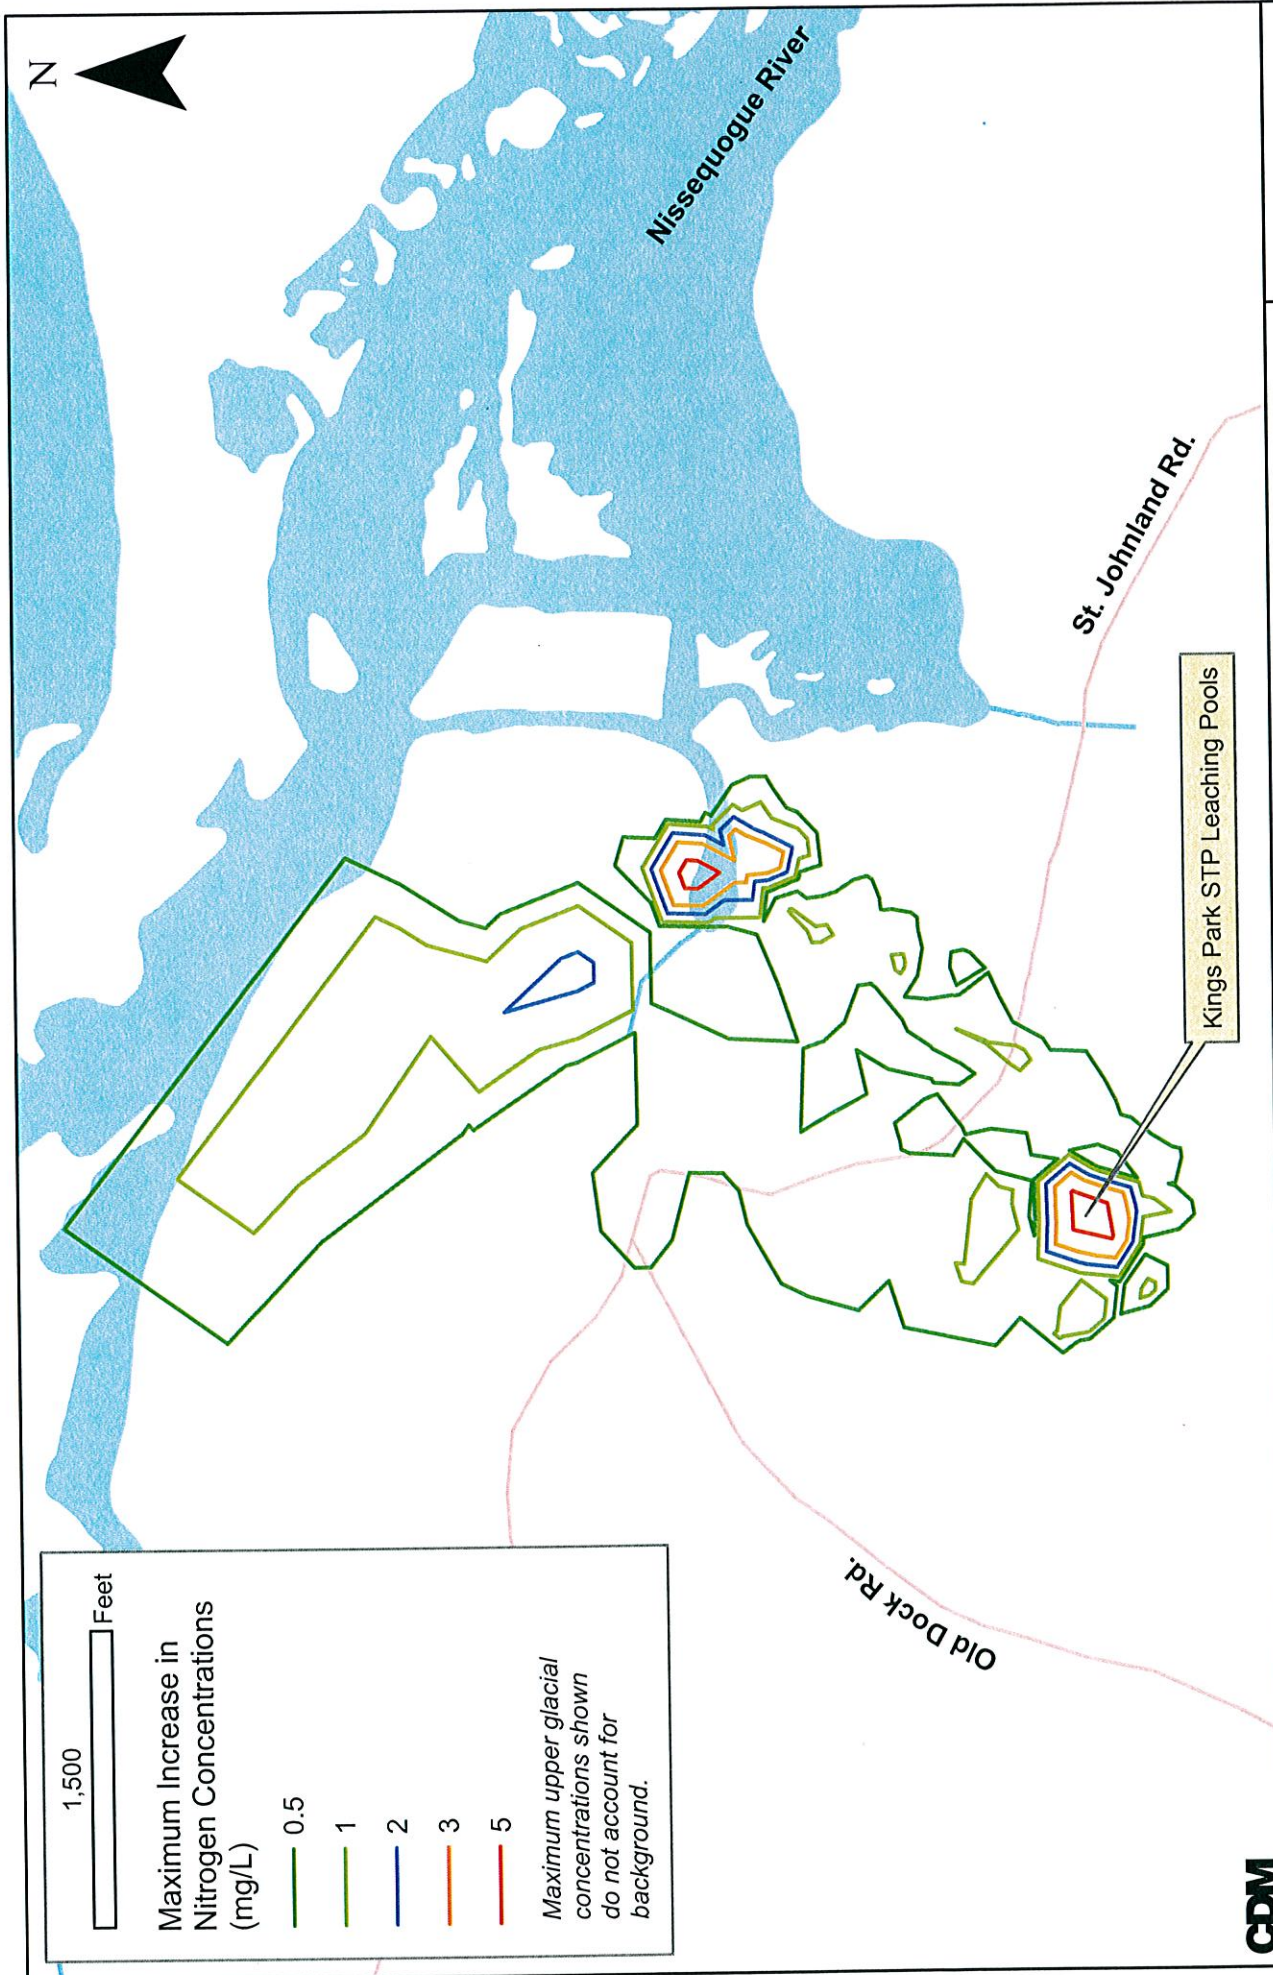 N
1,500
Feet
Maximum Increase in
Nitrogen Concentrations
(mg/L)
0.5
1
2
3
5
Maximum upper glacial
concentrations shown
do not account for
background.
Nissequogue River
St. Johnland Rd.
Old Dock Rd.
Kings Park STP Leaching Pools
CDM